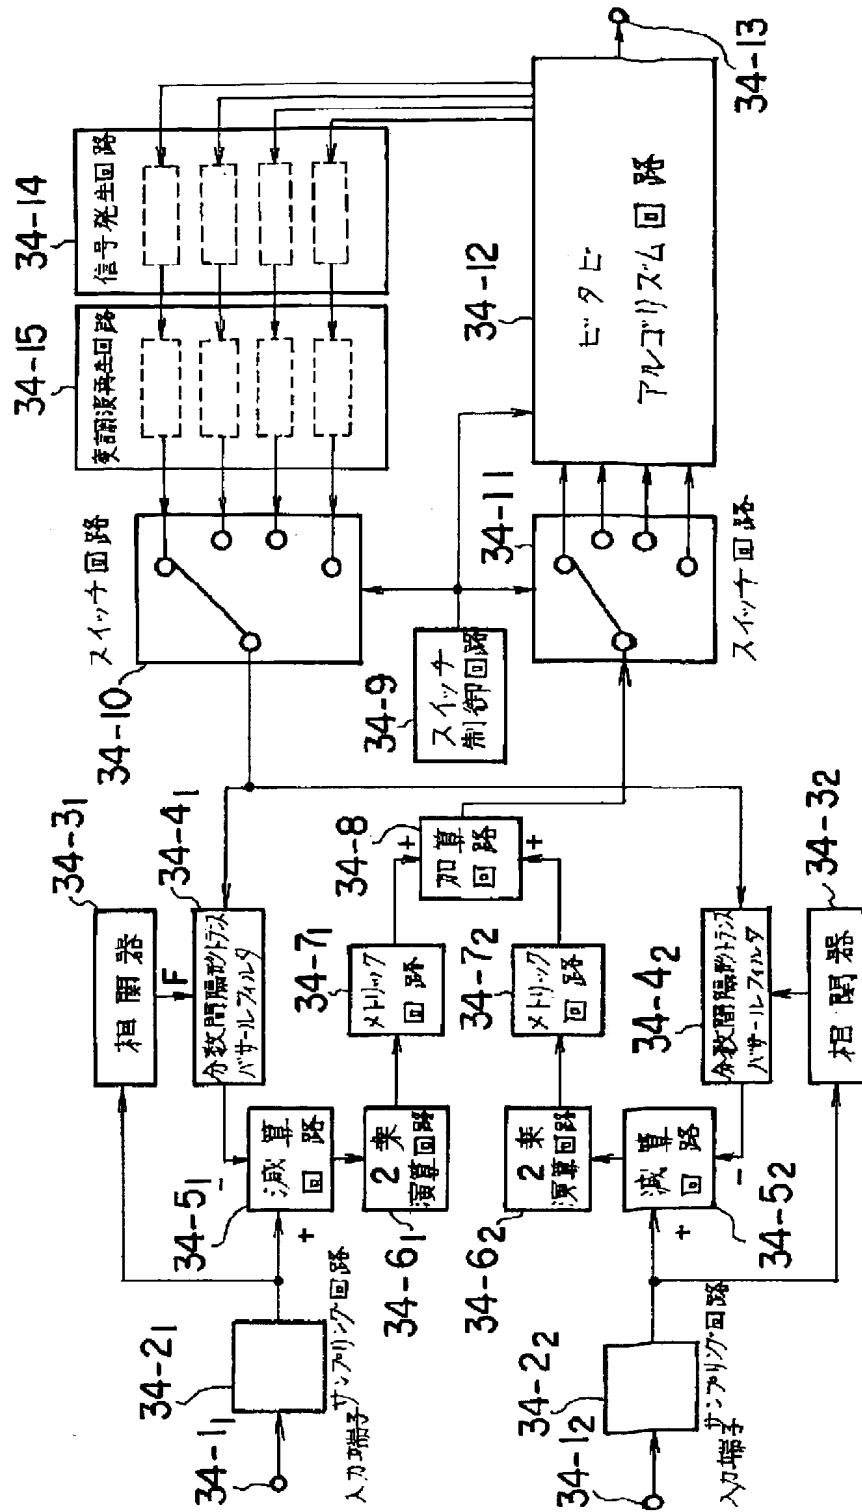 34-1₁
入力端子
34-2₁
サンプリング回路
34-3₁
相関器
F
34-4₁
分数間隔形トランス
バサールフィルタ
34-5₁
減算
回路
-
+
34-6₁
2乗
演算回路
34-7₁
メトリック
回路
+
34-8
加算
回路
+
34-7₂
メトリック
回路
34-6₂
2乗
演算回路
34-5₂
減算
回路
+
-
34-4₂
分数間隔形トランス
バサールフィルタ
34-3₂
相関器
34-2₂
サンプリング回路
34-1₂
入力端子
34-9
スイッチ
制御回路
34-10
スイッチ回路
34-11
スイッチ回路
34-15
変調波再生回路
34-14
信号発生回路
34-12
ビタビ
アルゴリズム回路
34-13